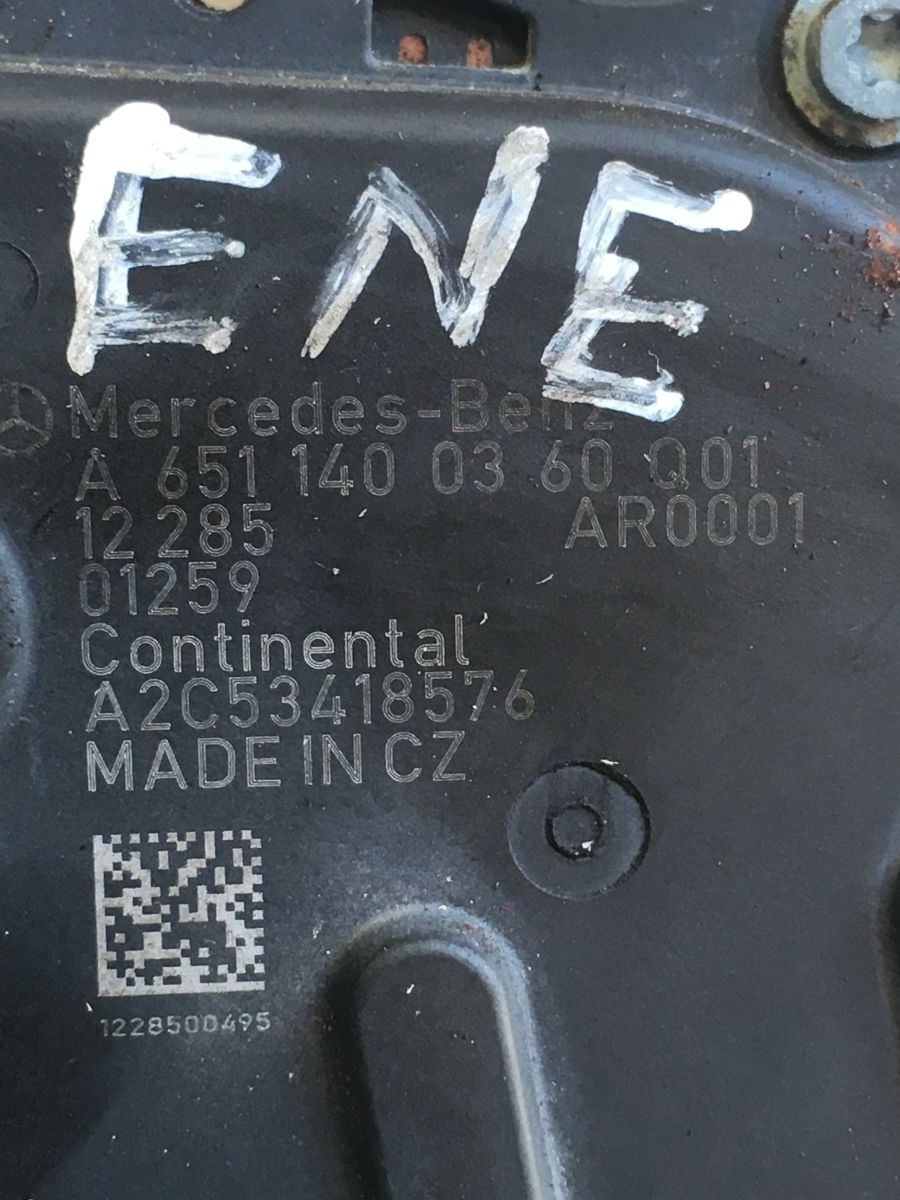 ENE
Mercedes-Benz
A 651 140 03 60 Q01
12 285 AR0001
01259
Continental
A2C53418576
MADE IN CZ
1228500495